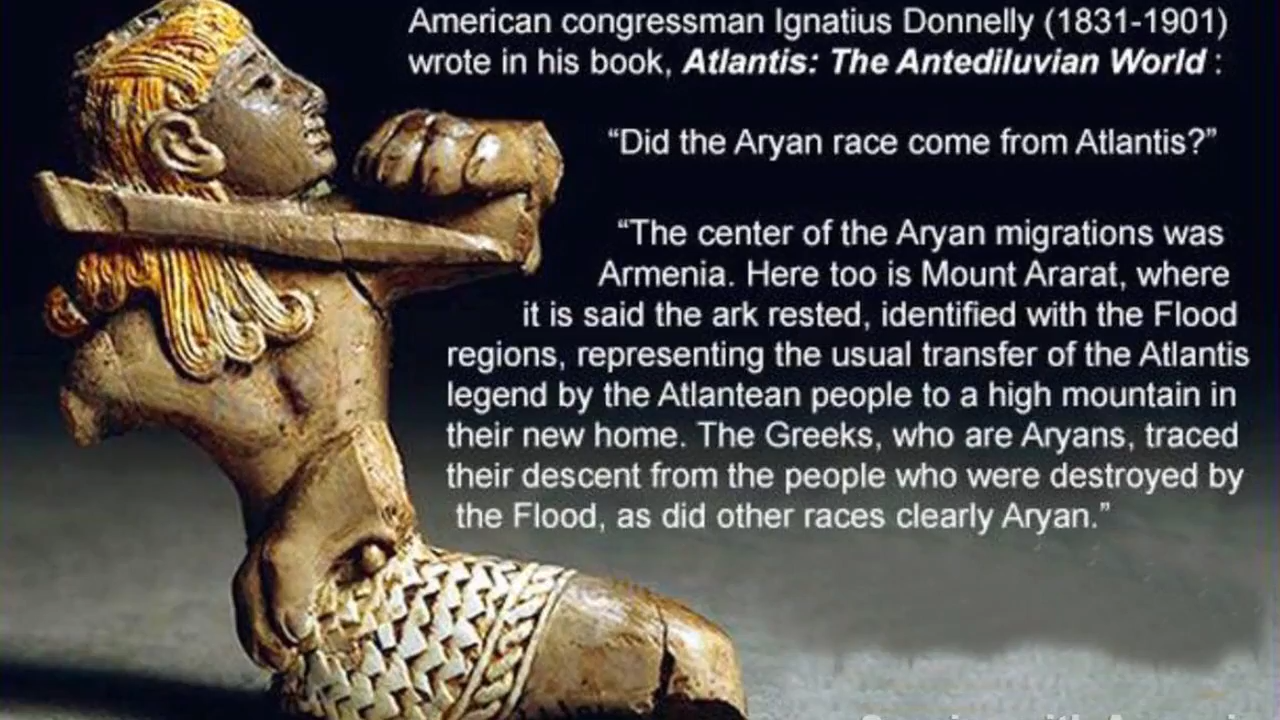 American congressman Ignatius Donnelly (1831-1901)
wrote in his book, Atlantis: The Antediluvian World :
“Did the Aryan race come from Atlantis?”
“The center of the Aryan migrations was
Armenia. Here too is Mount Ararat, where
it is said the ark rested, identified with the Flood
regions, representing the usual transfer of the Atlantis
legend by the Atlantean people to a high mountain in
their new home. The Greeks, who are Aryans, traced
their descent from the people who were destroyed by
the Flood, as did other races clearly Aryan.”